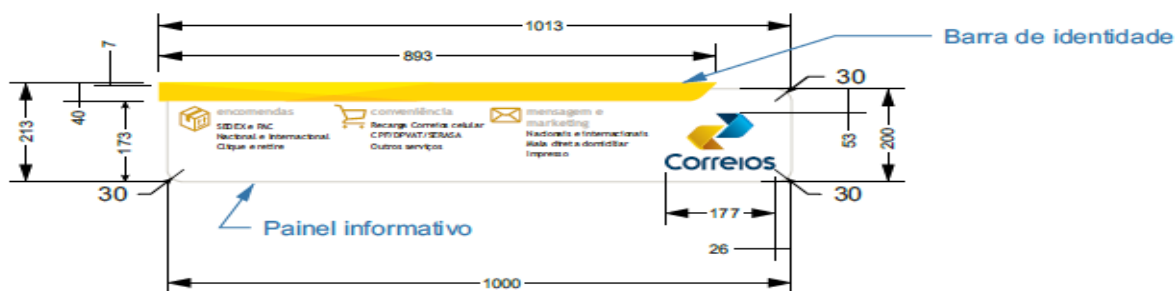 1013
893
7
Barra de identidade
30
213
40
173
encomendas
SEDEX e PAC
Nacional e Internacional
Clique e retire
conveniência
Recarga Correios celular
CPF/DPVAT/SERASA
Outros serviços
mensagem e
marketing
Nacionais e internacionais
Mala direta domiciliar
Impresso
Correios
53
200
30
30
Painel informativo
177
26
1000